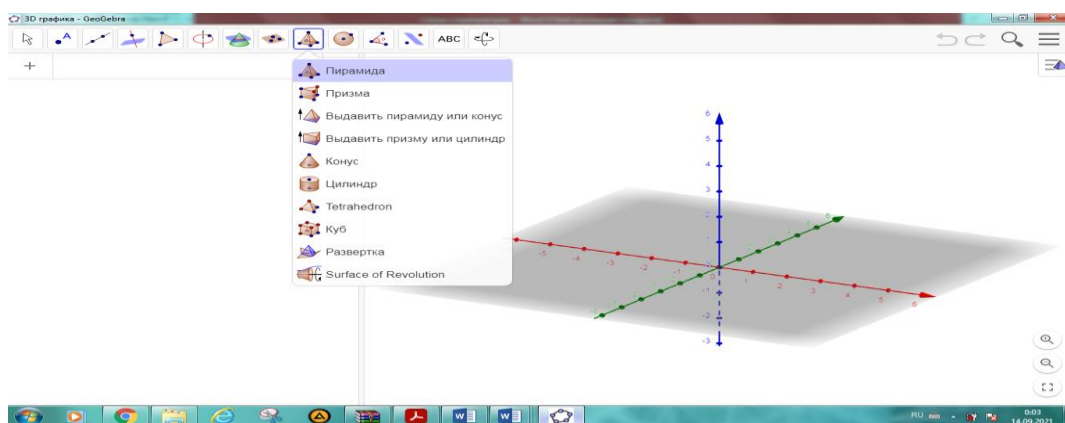 3D графика - GeoGebra
A
ABC
+
Пирамида
Призма
Выдавить пирамиду или конус
Выдавить призму или цилиндр
Конус
Цилиндр
Tetrahedron
Куб
Развертка
Surface of Revolution
6
5
4
3
2
1
-1
-2
-3
-5 -4 -3 -2 -1 0 1 2 3 4 5 6
6
RU
0:03
14.09.2021